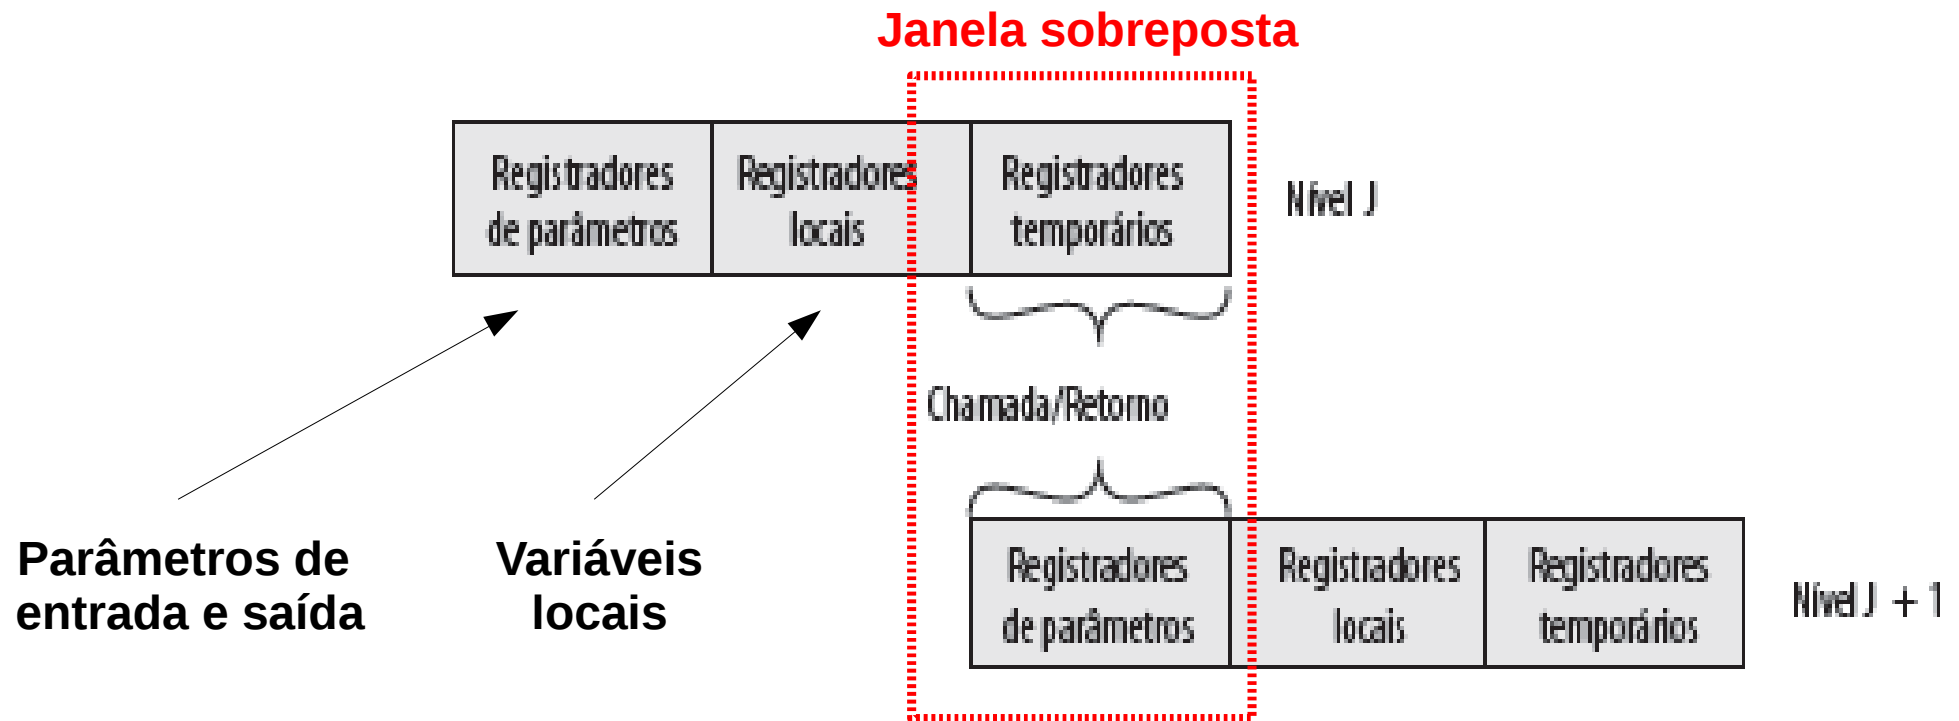 Janela sobreposta
Registradores
de parâmetros
Registradores
locais
Registradores
temporários
Nível J
Chamada/Retorno
Parâmetros de
entrada e saída
Variáveis
locais
Registradores
de parâmetros
Registradores
locais
Registradores
temporários
Nível J + 1